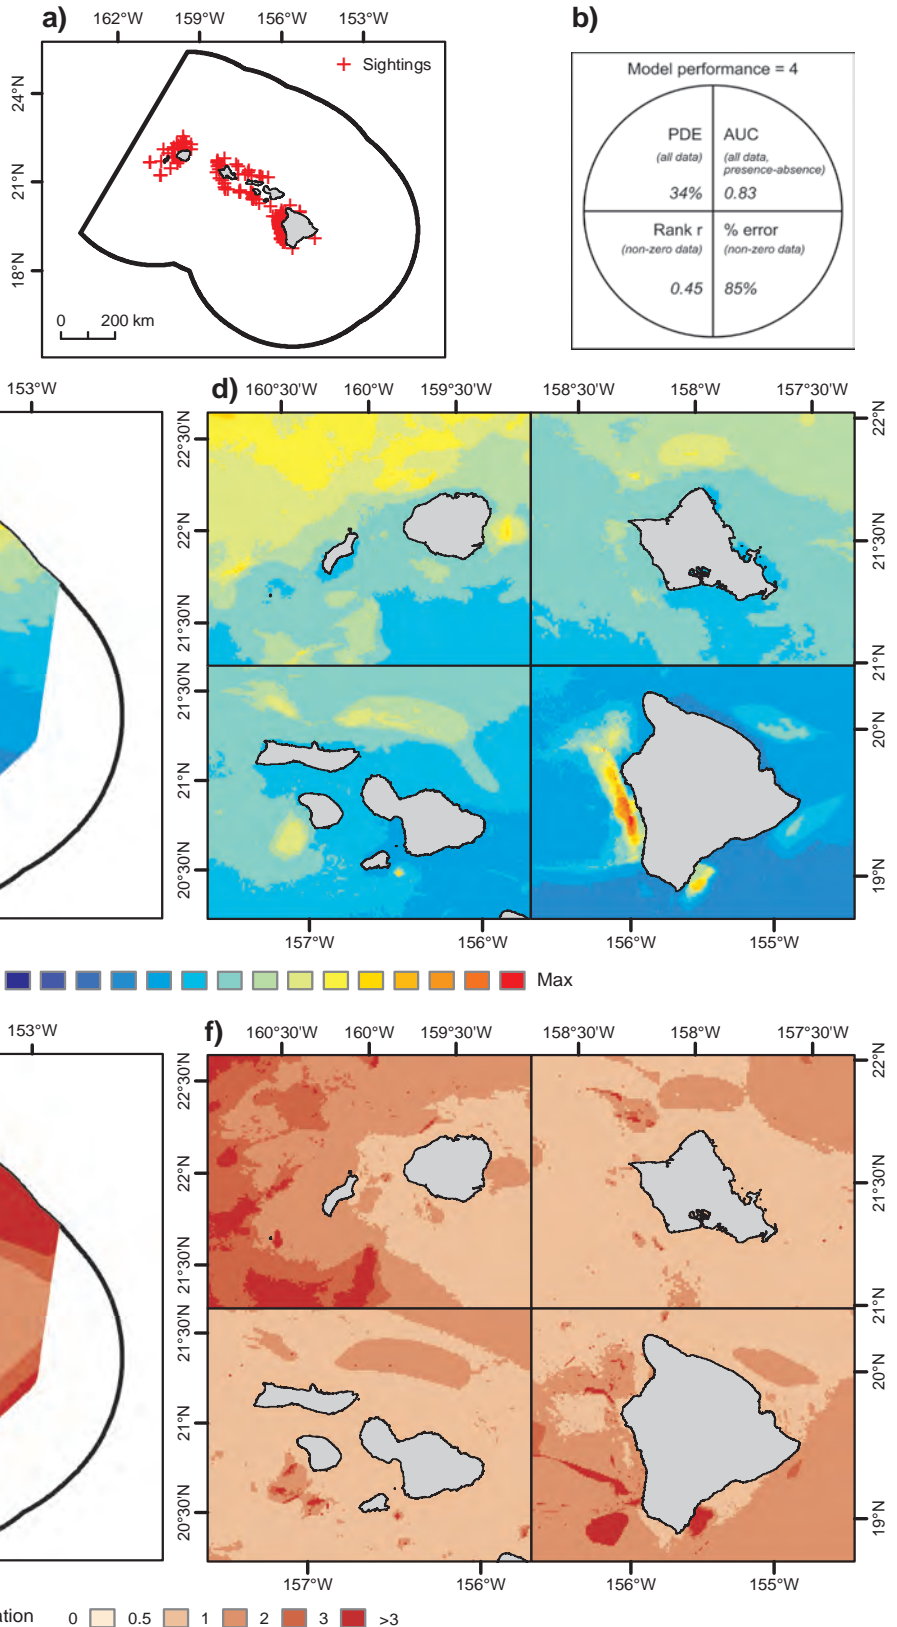 a)
162°W 159°W 156°W 153°W
24°N
21°N
18°N
Sightings
0 200 km
b)
Model performance = 4
PDE
(all data)
34%
AUC
(all data,
presence-absence)
0.83
Rank r
(non-zero data)
0.45
% error
(non-zero data)
85%
153°W
d)
160°30'W 160°W 159°30'W 158°30'W 158°W 157°30'W
22°30'N
22°N
21°30'N
22°N
21°30'N
21°N
21°30'N
21°N
20°30'N
20°N
19°N
157°W 156°W 156°W 155°W
Max
153°W
f)
160°30'W 160°W 159°30'W 158°30'W 158°W 157°30'W
22°30'N
22°N
21°30'N
22°N
21°30'N
21°N
21°30'N
21°N
20°30'N
20°N
19°N
157°W 156°W 156°W 155°W
ation 0 0.5 1 2 3 >3